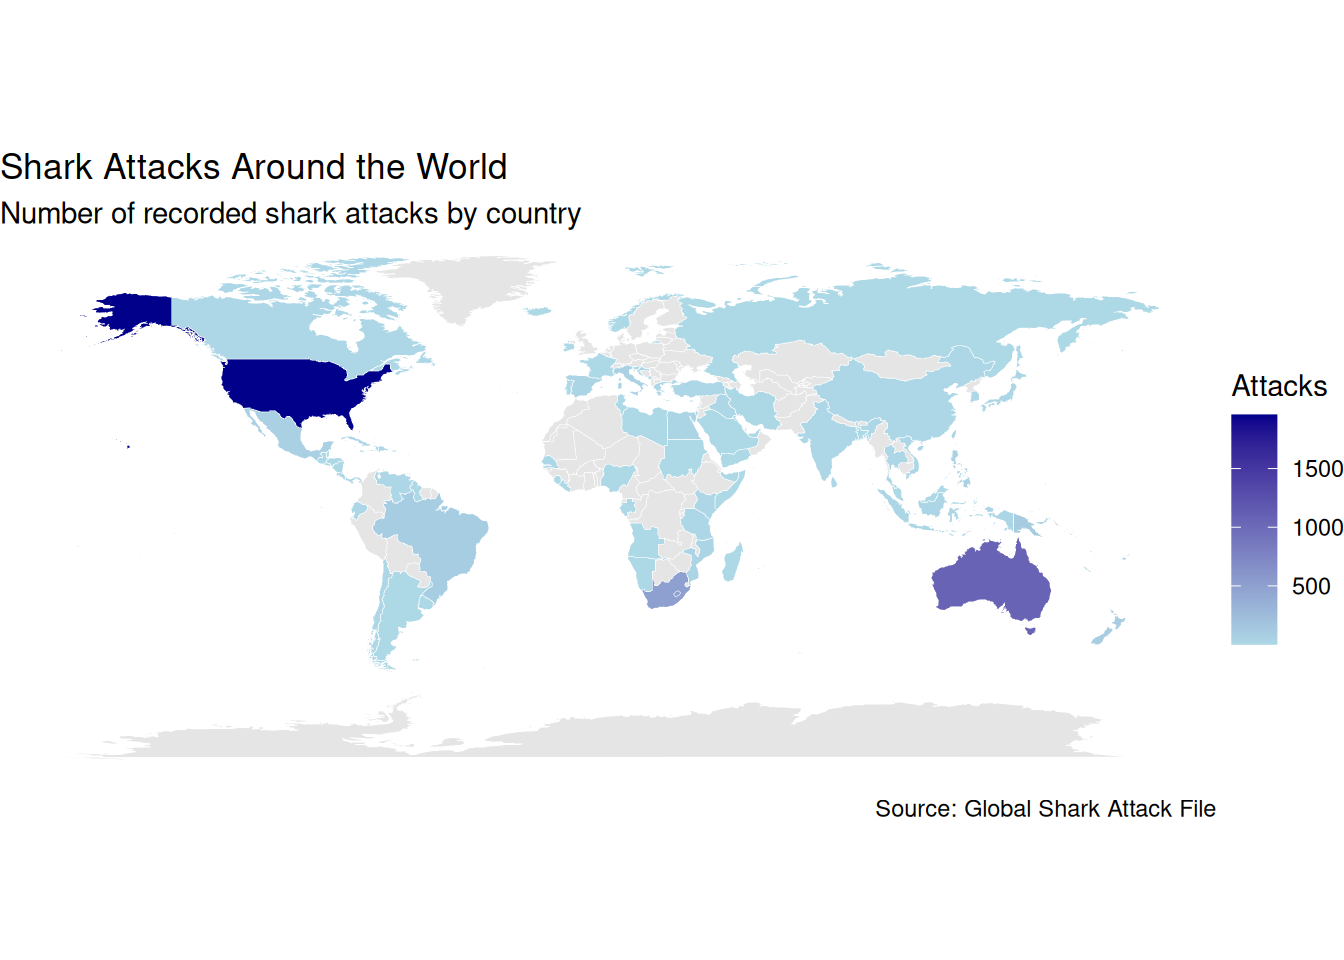 Shark Attacks Around the World
Number of recorded shark attacks by country
Attacks
1500
1000
500
Source: Global Shark Attack File